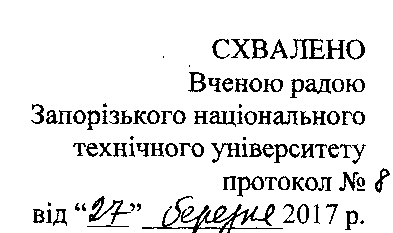 СХВАЛЕНО
Вченою радою
Запорізького національного
технічного університету
протокол № 8
від “27” березня 2017 р.